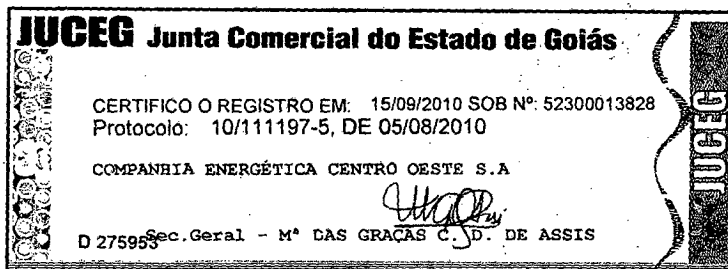 JUCEG Junta Comercial do Estado de Goiás
CERTIFICO O REGISTRO EM: 15/09/2010 SOB Nº: 52300013828
Protocolo: 10/111197-5, DE 05/08/2010
COMPANHIA ENERGÉTICA CENTRO OESTE S.A
D 275953 Sec.Geral - Mª DAS GRAÇAS C. D. DE ASSIS
JUCEG